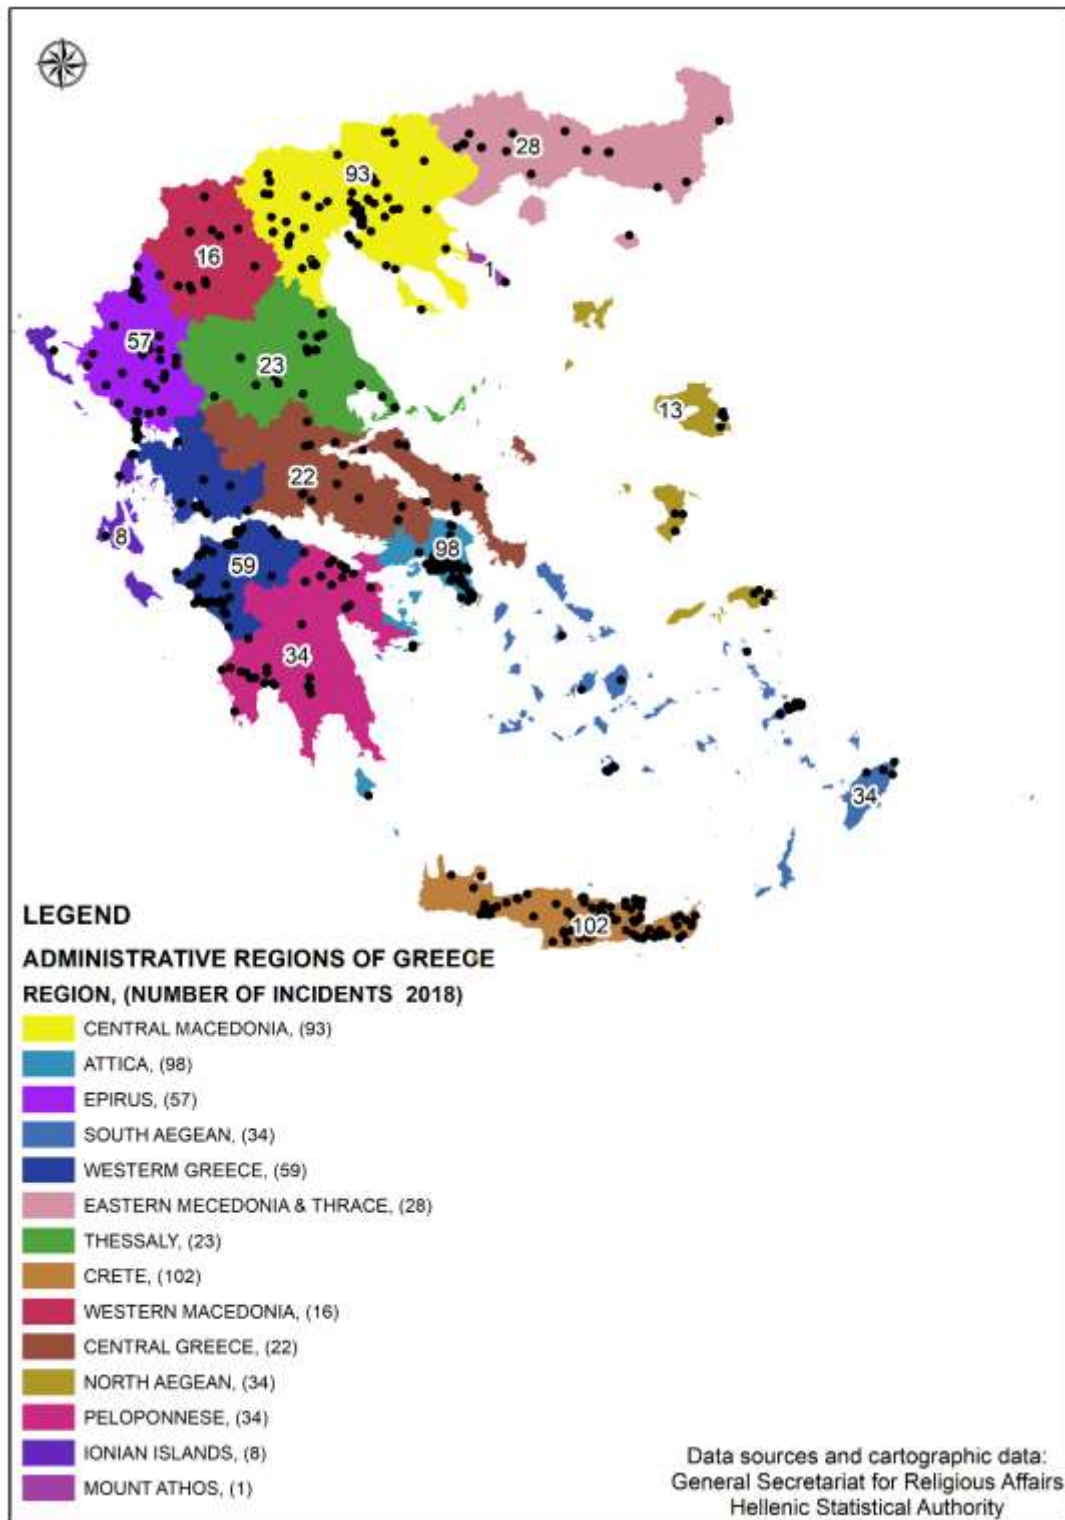 28
93
1
16
57
23
13
22
8
98
59
34
34
102
LEGEND
ADMINISTRATIVE REGIONS OF GREECE
REGION, (NUMBER OF INCIDENTS 2018)
CENTRAL MACEDONIA, (93)
ATTICA, (98)
EPIRUS, (57)
SOUTH AEGEAN, (34)
WESTERM GREECE, (59)
EASTERN MECEDONIA & THRACE, (28)
THESSALY, (23)
CRETE, (102)
WESTERN MACEDONIA, (16)
CENTRAL GREECE, (22)
NORTH AEGEAN, (34)
PELOPONNESE, (34)
IONIAN ISLANDS, (8)
MOUNT ATHOS, (1)
Data sources and cartographic data:
General Secretariat for Religious Affairs
Hellenic Statistical Authority